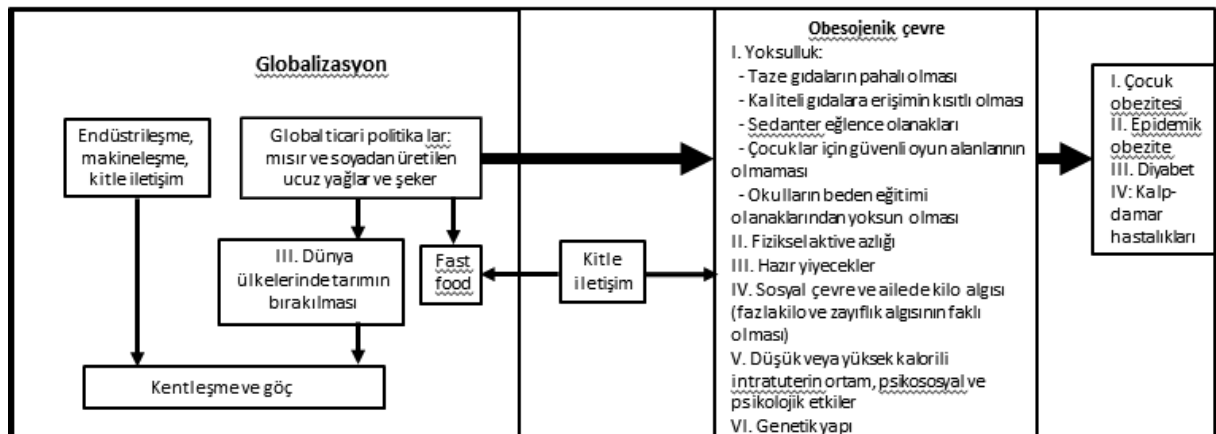 Globalizasyon
Endüstrileşme,
makineleşme,
kitle iletişim
Global ticari politika lar:
mısır ve soyadan üretilen
ucuz yağlar ve şeker
III. Dünya
ülkelerinde tarımın
bırakılması
Fast
food
Kentleşme ve göç
Kitle
iletişim
Obesojenik çevre
I. Yoksulluk:
- Taze gıdaların pahalı olması
- Kaliteli gıdalara erişimin kısıtlı olması
- Sedanter eğlence olanakları
- Çocuklar için güvenli oyun alanlarının
olmaması
- Okulların beden eğitimi
olanaklarından yoksun olması
II. Fiziksel aktive azlığı
III. Hazır yiyecekler
IV. Sosyal çevre ve ailede kilo algısı
(fazla kilo ve zayıflık algısının faklı
olması)
V. Düşük veya yüksek kalorili
intratuterin ortam, psikososyal ve
psikolojik etkiler
VI. Genetik yapı
I. Çocuk
obezitesi
II. Epidemik
obezite
III. Diyabet
IV: Kalp-
damar
hastalıkları